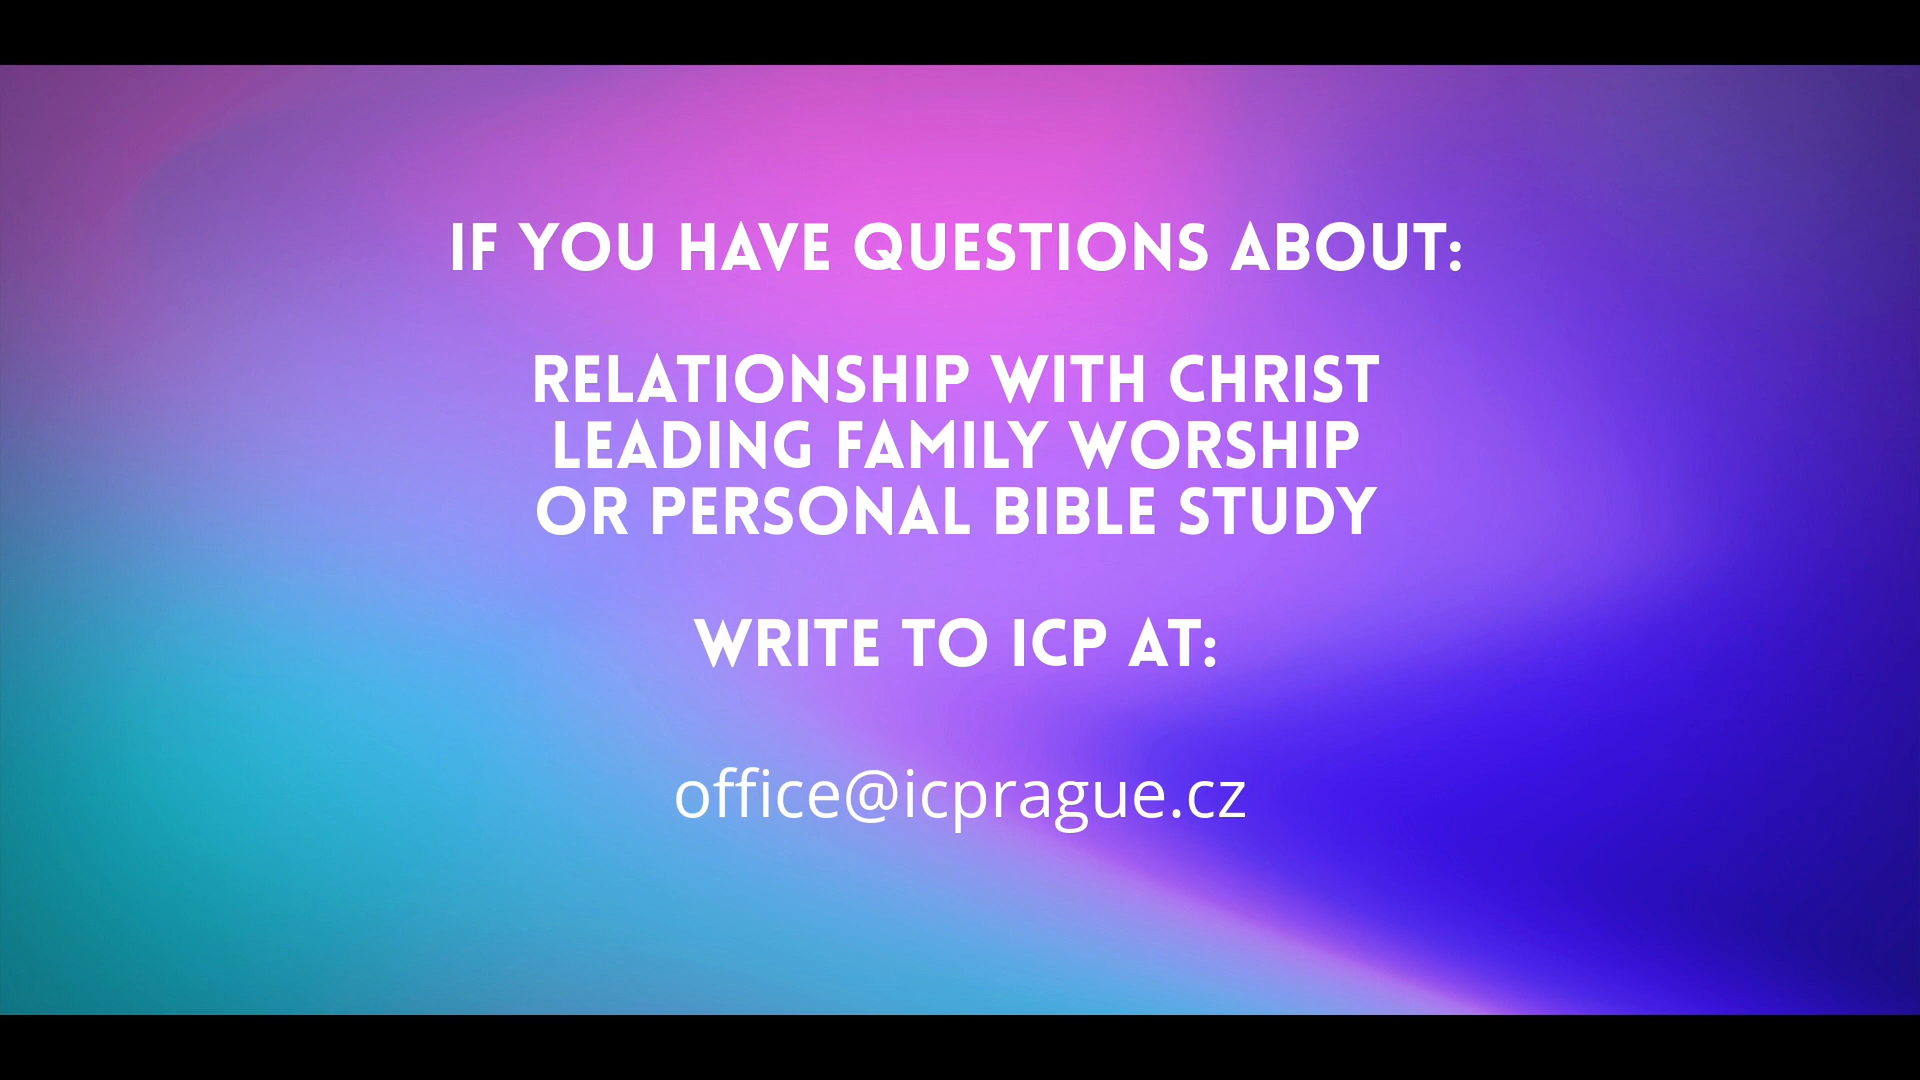 IF YOU HAVE QUESTIONS ABOUT:
RELATIONSHIP WITH CHRIST
LEADING FAMILY WORSHIP
OR PERSONAL BIBLE STUDY
WRITE TO ICP AT:
office@icprague.cz